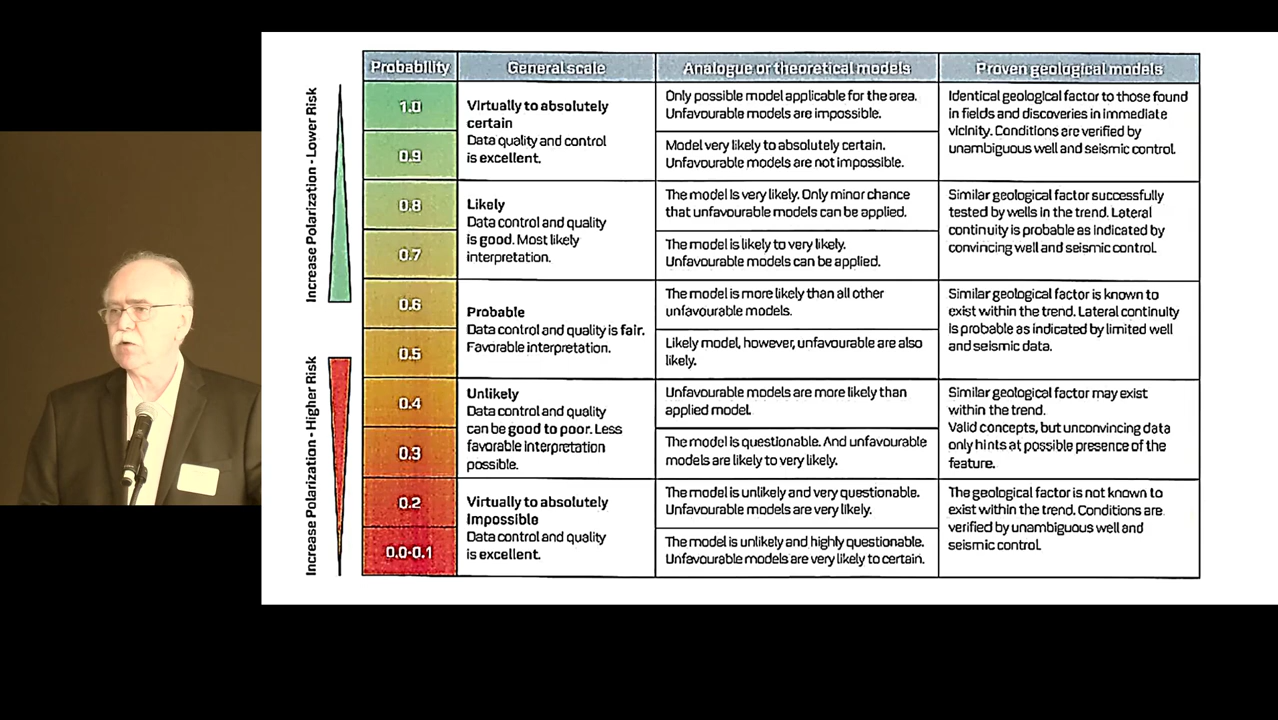 Probability General scale Analogue or theoretical models Proven geological models
Increase Polarization - Lower Risk
1.0
0.9
Virtually to absolutely
certain
Data quality and control
is excellent.
Only possible model applicable for the area.
Unfavourable models are impossible.
Model very likely to absolutely certain.
Unfavourable models are not impossible.
Identical geological factor to those found
in fields and discoveries in immediate
vicinity. Conditions are verified by
unambiguous well and seismic control.
0.8
0.7
Likely
Data control and quality
is good. Most likely
interpretation.
The model is very likely. Only minor chance
that unfavourable models can be applied.
The model is likely to very likely.
Unfavourable models can be applied.
Similar geological factor successfully
tested by wells in the trend. Lateral
continuity is probable as indicated by
convincing well and seismic control.
0.6
0.5
Probable
Data control and quality is fair.
Favorable interpretation.
The model is more likely than all other
unfavourable models.
Likely model, however, unfavourable are also
likely.
Similar geological factor is known to
exist within the trend. Lateral continuity
is probable as indicated by limited well
and seismic data.
Increase Polarization - Higher Risk
0.4
0.3
Unlikely
Data control and quality
can be good to poor. Less
favorable interpretation
possible.
Unfavourable models are more likely than
applied model.
The model is questionable. And unfavourable
models are likely to very likely.
Similar geological factor may exist
within the trend.
Valid concepts, but unconvincing data
only hints at possible presence of the
feature.
0.2
0.0-0.1
Virtually to absolutely
Impossible
Data control and quality
is excellent.
The model is unlikely and very questionable.
Unfavourable models are very likely.
The model is unlikely and highly questionable.
Unfavourable models are very likely to certain.
The geological factor is not known to
exist within the trend. Conditions are
verified by unambiguous well and
seismic control.